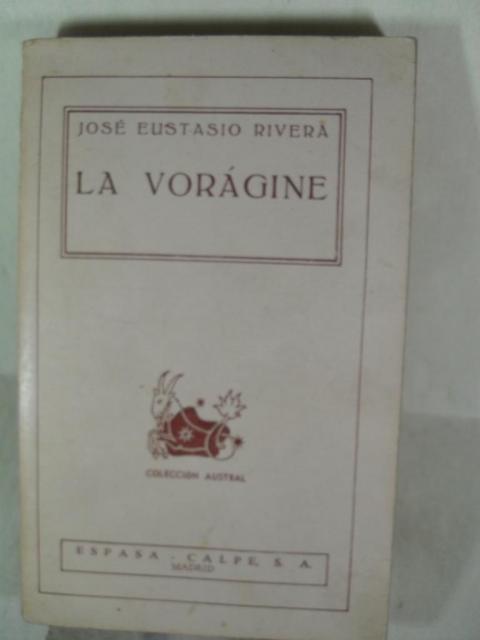 JOSÉ EUSTASIO RIVERA
LA VORÁGINE
COLECCIÓN AUSTRAL
ESPASA - CALPE, S. A.
MADRID